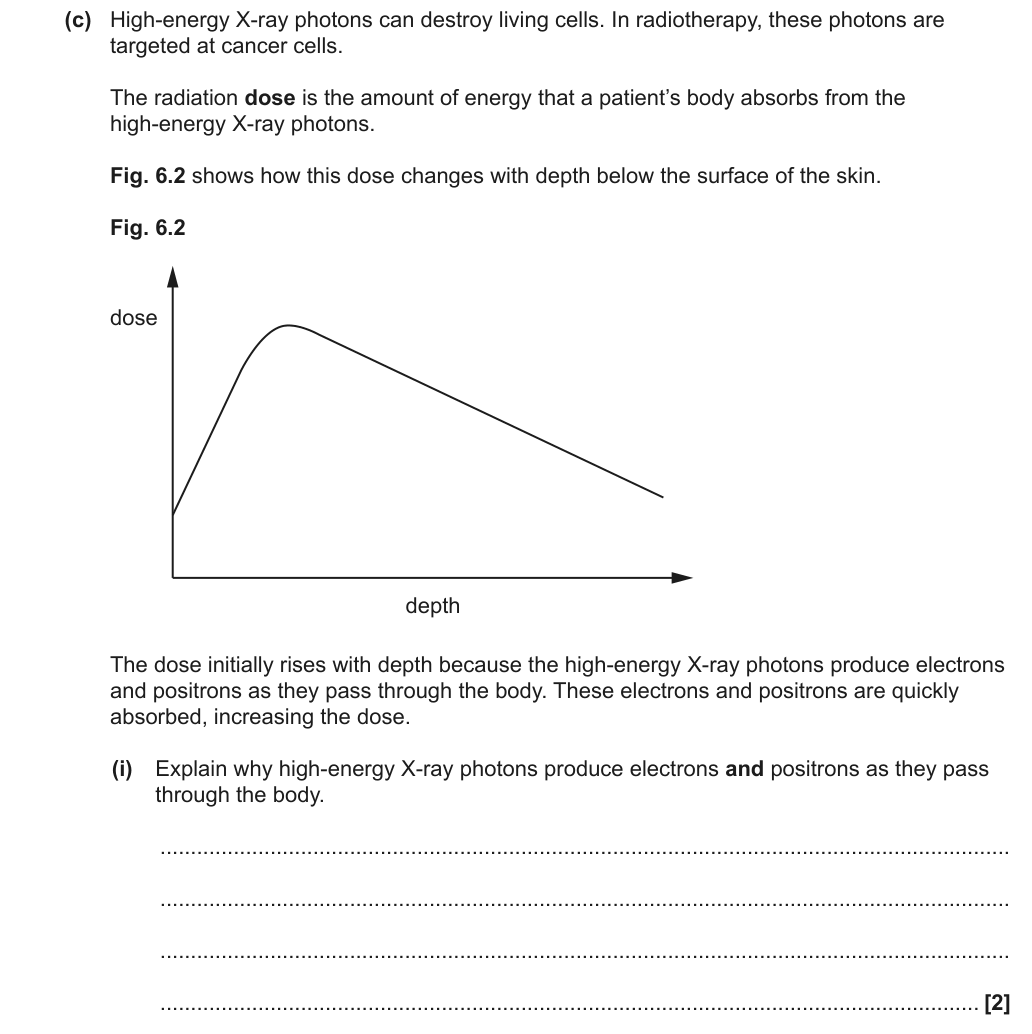 (c) High-energy X-ray photons can destroy living cells. In radiotherapy, these photons are
targeted at cancer cells.
The radiation dose is the amount of energy that a patient's body absorbs from the
high-energy X-ray photons.
Fig. 6.2 shows how this dose changes with depth below the surface of the skin.
Fig. 6.2
dose
depth
The dose initially rises with depth because the high-energy X-ray photons produce electrons
and positrons as they pass through the body. These electrons and positrons are quickly
absorbed, increasing the dose.
(i) Explain why high-energy X-ray photons produce electrons and positrons as they pass
through the body.
[2]